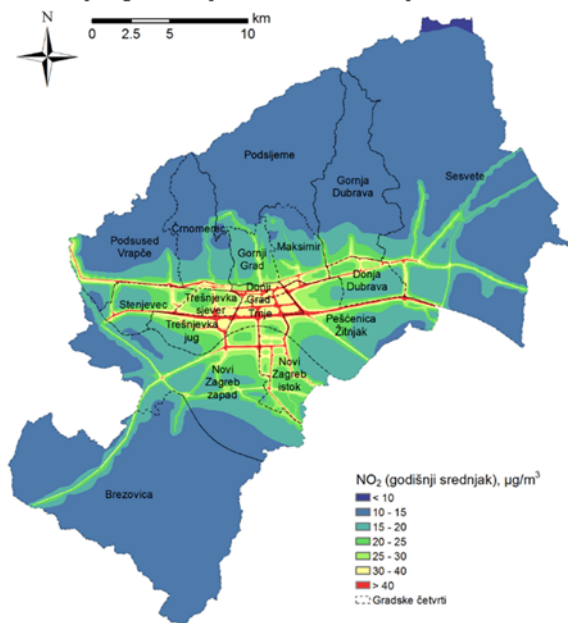 N
0 2.5 5 10
km
Podsljeme
Gornja
Dubrava
Sesvete
Črnomerec
Podsused
Vrapče
Gornji
Grad
Maksimir
Donja
Dubrava
Donji
Grad
Stenjevec
Trešnjevka
sjever
Trnje
Pešćenica
Žitnjak
Trešnjevka
jug
Novi
Zagreb
zapad
Novi
Zagreb
istok
Brezovica
NO₂ (godišnji srednjak), µg/m³
< 10
10 - 15
15 - 20
20 - 25
25 - 30
30 - 40
> 40
Gradske četvrti